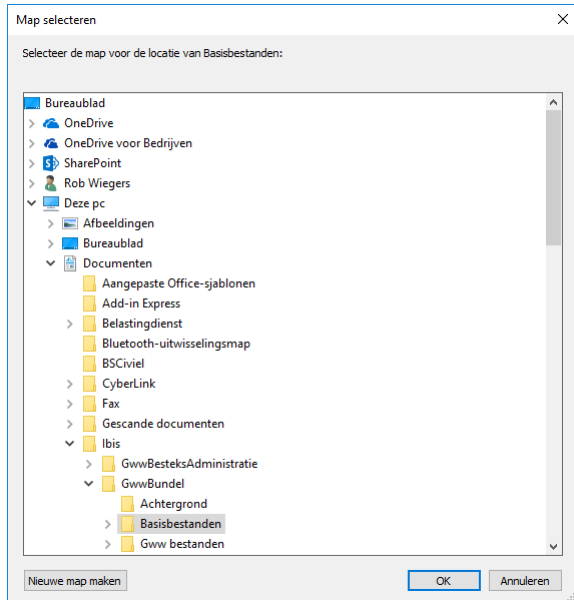 Map selecteren
Selecteer de map voor de locatie van Basisbestanden:
Bureaublad
OneDrive
OneDrive voor Bedrijven
SharePoint
Rob Wiegers
Deze pc
Afbeeldingen
Bureaublad
Documenten
Aangepaste Office-sjablonen
Add-in Express
Belastingdienst
Bluetooth-uitwisselingsmap
BSCiviel
CyberLink
Fax
Gescande documenten
Ibis
GwwBesteksAdministratie
GwwBundel
Achtergrond
Basisbestanden
Gww bestanden
Nieuwe map maken OK Annuleren